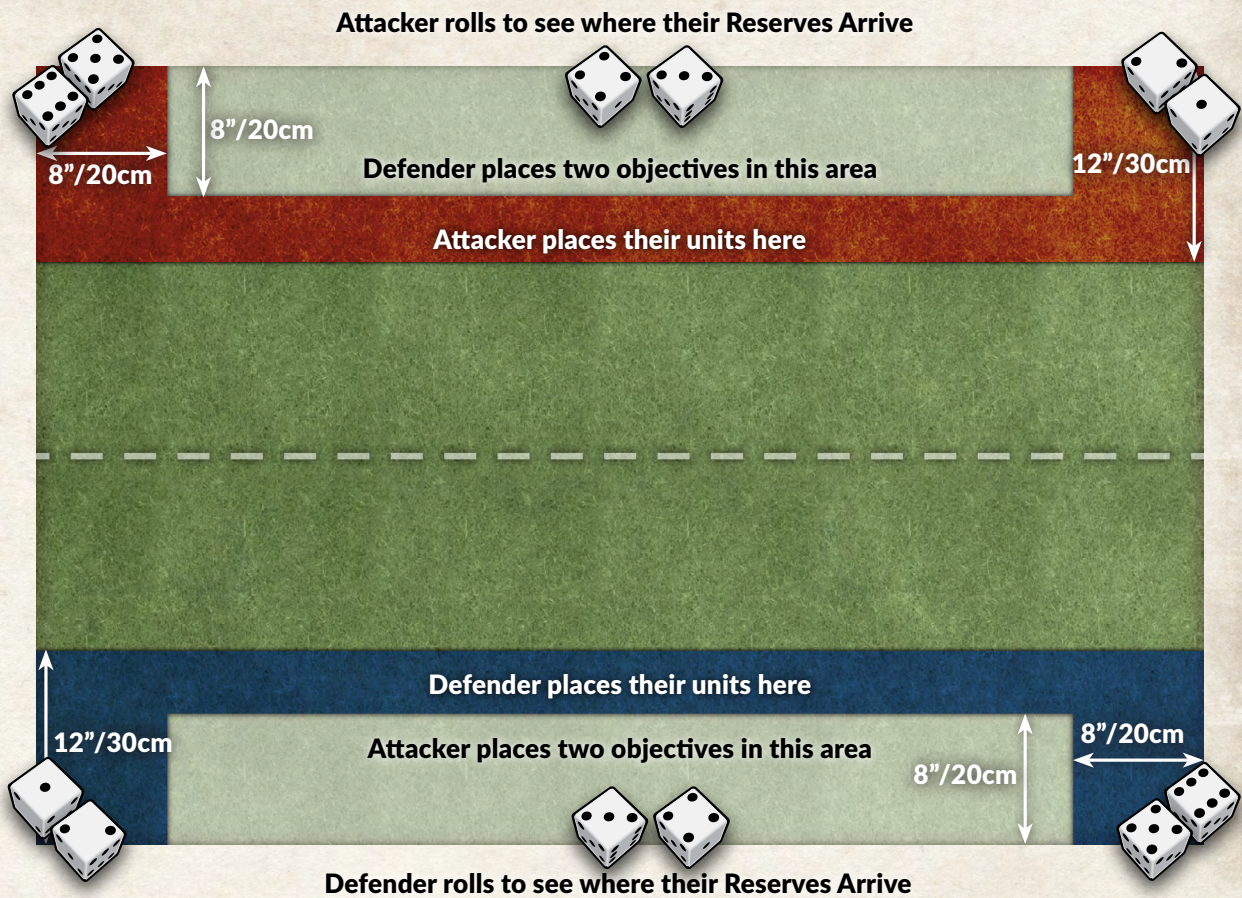 Attacker rolls to see where their Reserves Arrive
8”/20cm
8”/20cm
12”/30cm
Defender places two objectives in this area
Attacker places their units here
Defender places their units here
12”/30cm
Attacker places two objectives in this area
8”/20cm
8”/20cm
Defender rolls to see where their Reserves Arrive